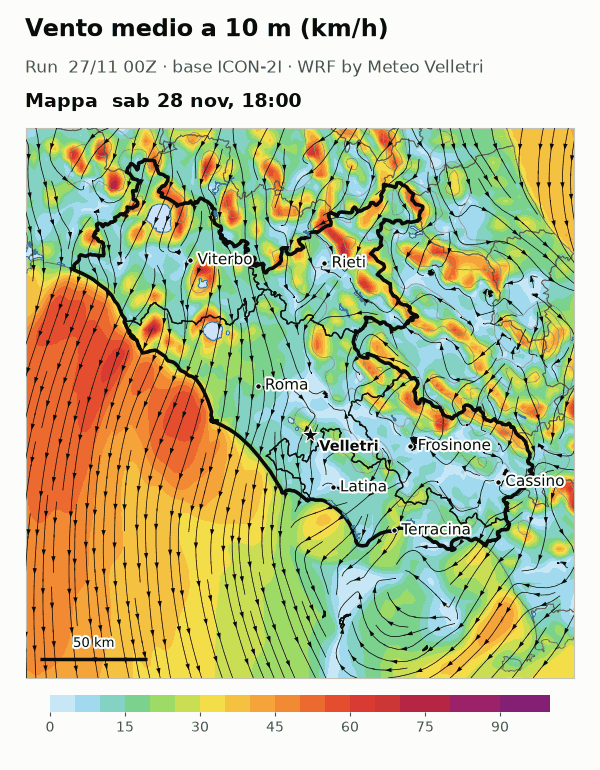 Vento medio a 10 m (km/h)
Run  27/11 00Z · base ICON-2I · WRF by Meteo Velletri
Mappa  sab 28 nov, 18:00
Viterbo
Rieti
Roma
Velletri
Frosinone
Cassino
Latina
Terracina
50 km
0 15 30 45 60 75 90